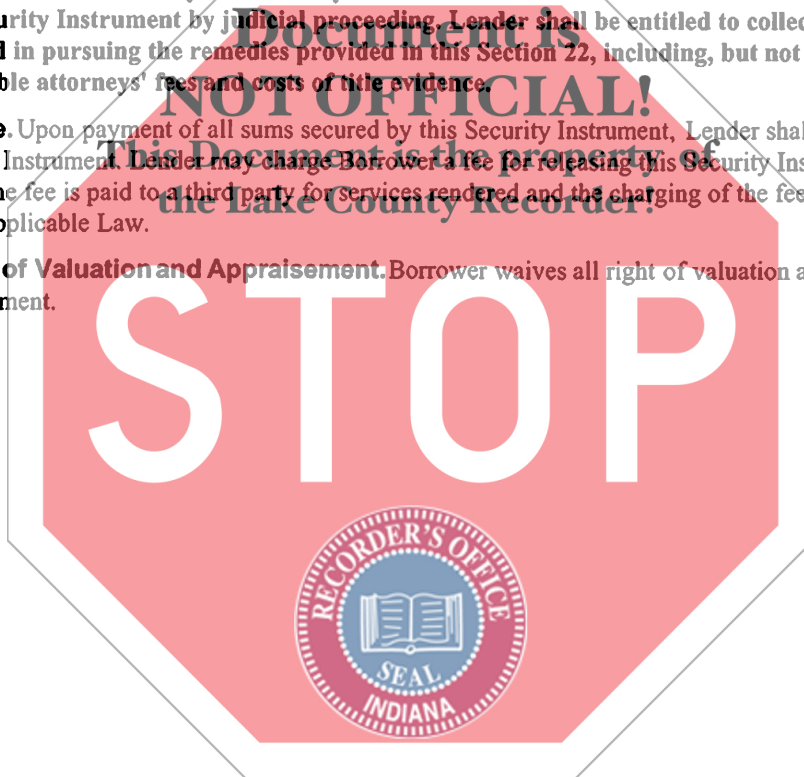 urity Instrument by judicial proceeding, Lender shall be entitled to collec
d in pursuing the remedies provided in this Section 22, including, but not
ble attorneys' fees and costs of title evidence.
Document is
NOT OFFICIAL!
This Document is the property of
the Lake County Recorder!
e. Upon payment of all sums secured by this Security Instrument, Lender shal
Instrument. Lender may charge Borrower a fee for releasing this Security Ins
e fee is paid to a third party for services rendered and the charging of the fee
plicable Law.
of Valuation and Appraisement. Borrower waives all right of valuation a
ment.
STOP
RECORDER'S OFFICE
SEAL
INDIANA